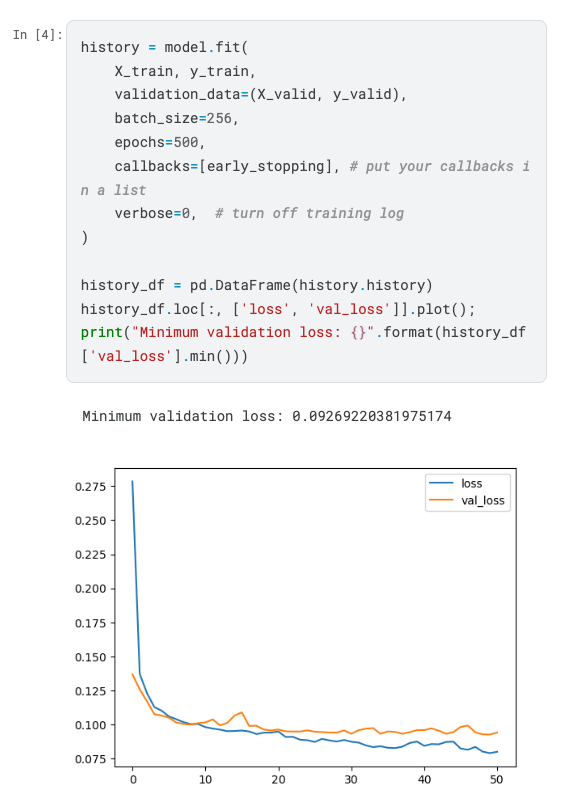 In [4]:
history = model.fit(
    X_train, y_train,
    validation_data=(X_valid, y_valid),
    batch_size=256,
    epochs=500,
    callbacks=[early_stopping], # put your callbacks i
n a list
    verbose=0,  # turn off training log
)

history_df = pd.DataFrame(history.history)
history_df.loc[:, ['loss', 'val_loss']].plot();
print("Minimum validation loss: {}".format(history_df
['val_loss'].min()))
Minimum validation loss: 0.09269220381975174
loss
val_loss
0.275
0.250
0.225
0.200
0.175
0.150
0.125
0.100
0.075
0 10 20 30 40 50